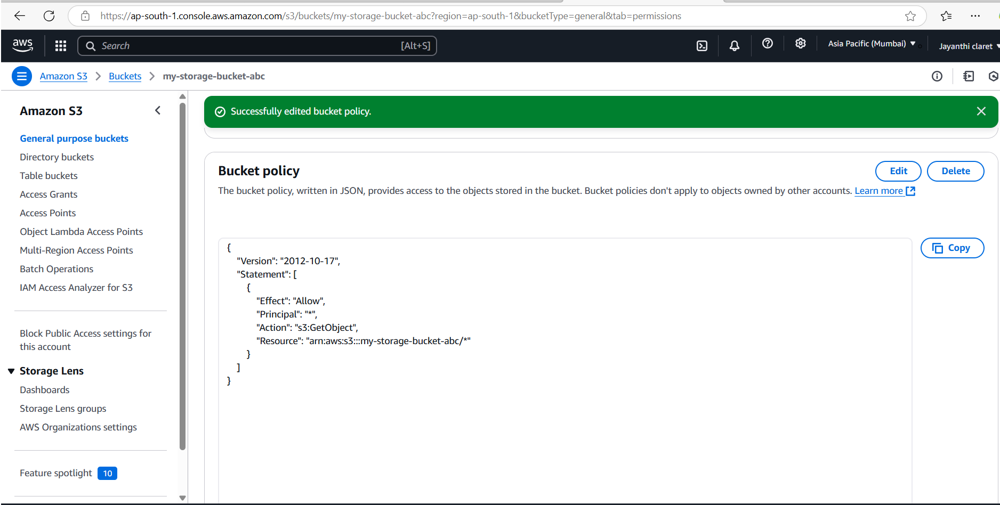 https://ap-south-1.console.aws.amazon.com/s3/buckets/my-storage-bucket-abc?region=ap-south-1&bucketType=general&tab=permissions
aws
Search [Alt+S]
Asia Pacific (Mumbai)
Jayanthi claret
Amazon S3 > Buckets > my-storage-bucket-abc
Amazon S3
General purpose buckets
Directory buckets
Table buckets
Access Grants
Access Points
Object Lambda Access Points
Multi-Region Access Points
Batch Operations
IAM Access Analyzer for S3
Block Public Access settings for
this account
Storage Lens
Dashboards
Storage Lens groups
AWS Organizations settings
Feature spotlight 10
Successfully edited bucket policy.
Bucket policy
Edit
Delete
The bucket policy, written in JSON, provides access to the objects stored in the bucket. Bucket policies don't apply to objects owned by other accounts. Learn more
Copy
{
"Version": "2012-10-17",
"Statement": [
{
"Effect": "Allow",
"Principal": "*",
"Action": "s3:GetObject",
"Resource": "arn:aws:s3:::my-storage-bucket-abc/*"
}
]
}